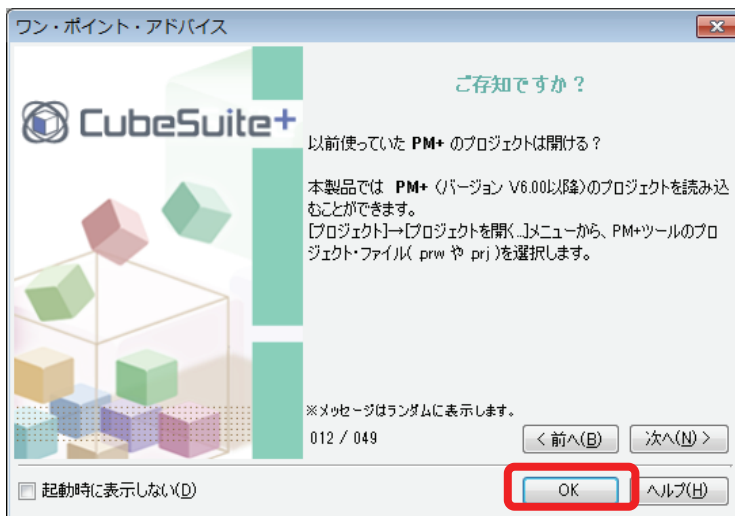 ワン・ポイント・アドバイス
CubeSuite+
ご存知ですか？
以前使っていた PM+ のプロジェクトは開ける？
本製品では PM+ （バージョン V6.00以降)のプロジェクトを読み込
むことができます。
[プロジェクト]→[プロジェクトを開く...]メニューから、PM+ツールのプロ
ジェクト・ファイル( prw や prj )を選択します。
※メッセージはランダムに表示します。
012 / 049
< 前へ(B)
次へ(N) >
起動時に表示しない(D)
OK
ヘルプ(H)